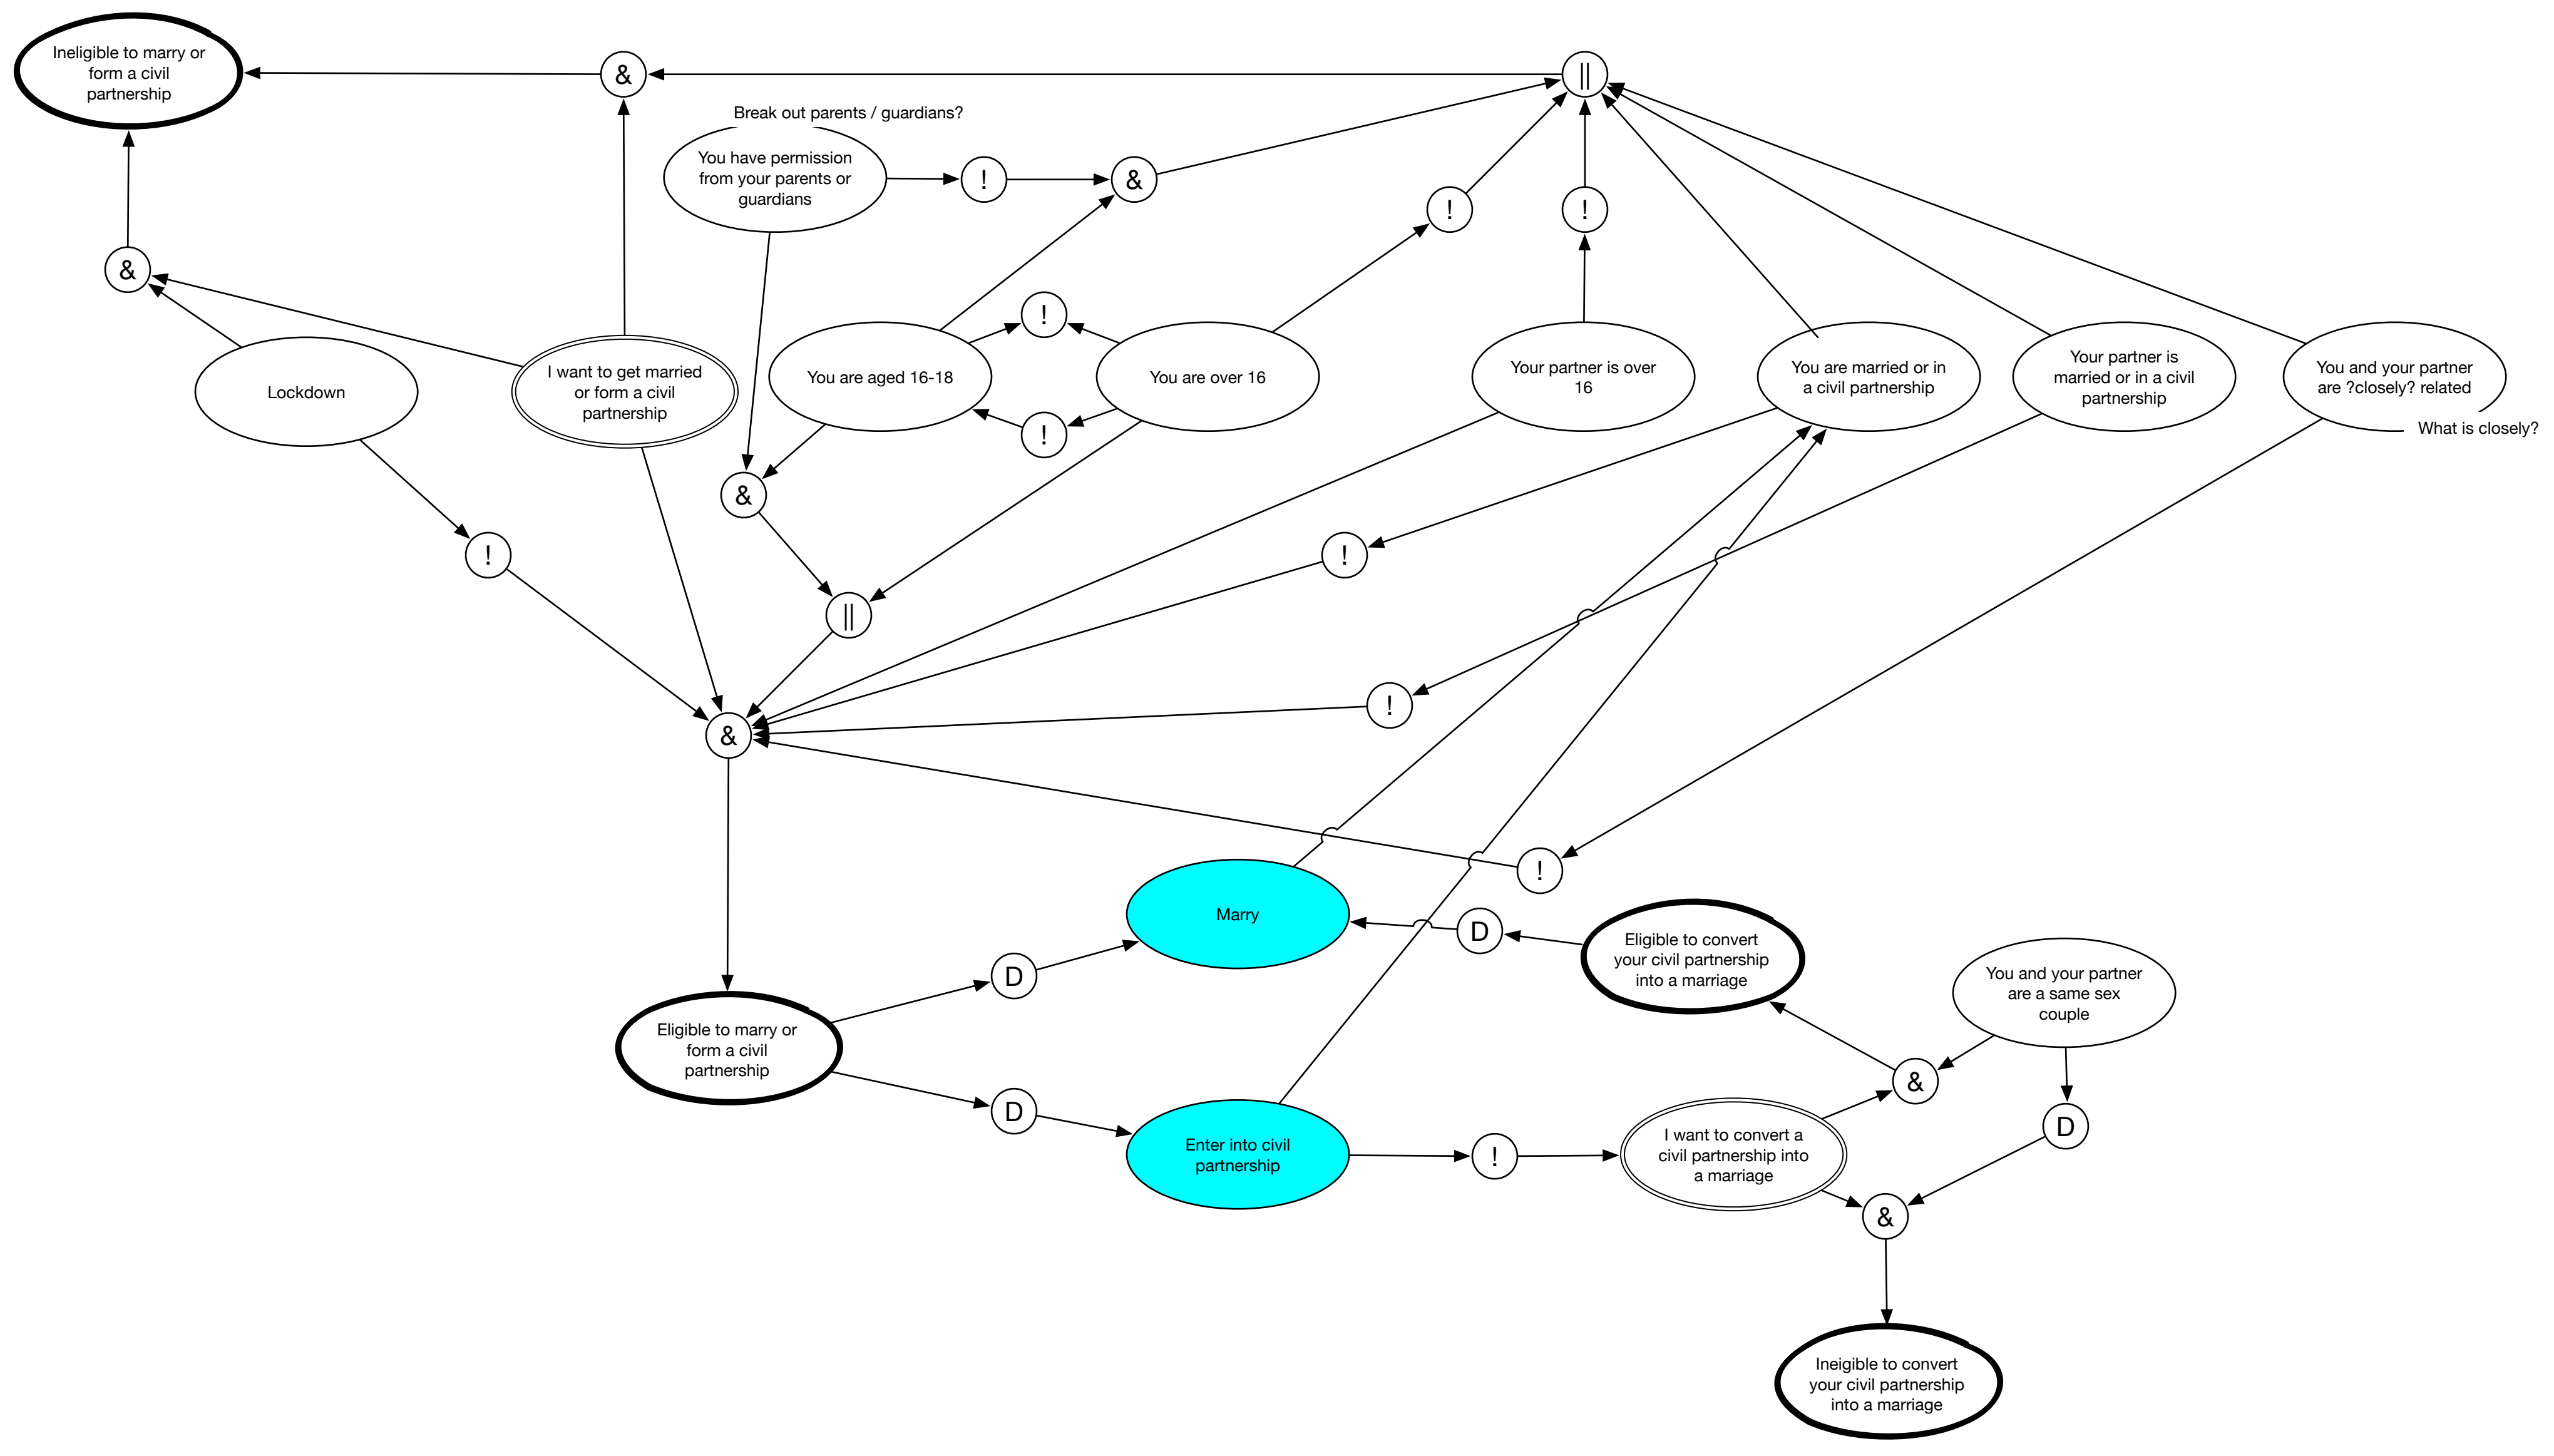 Ineligible to marry or
form a civil
partnership
&
||
Break out parents / guardians?
You have permission
from your parents or
guardians
!
&
!
!
&
!
Lockdown
I want to get married
or form a civil
partnership
You are aged 16-18
You are over 16
Your partner is over
16
You are married or in
a civil partnership
Your partner is
married or in a civil
partnership
You and your partner
are ?closely? related
What is closely?
!
&
!
!
||
!
&
!
Marry
D
Eligible to convert
your civil partnership
into a marriage
You and your partner
are a same sex
couple
D
Eligible to marry or
form a civil
partnership
&
D
D
Enter into civil
partnership
!
I want to convert a
civil partnership into
a marriage
&
Ineigible to convert
your civil partnership
into a marriage